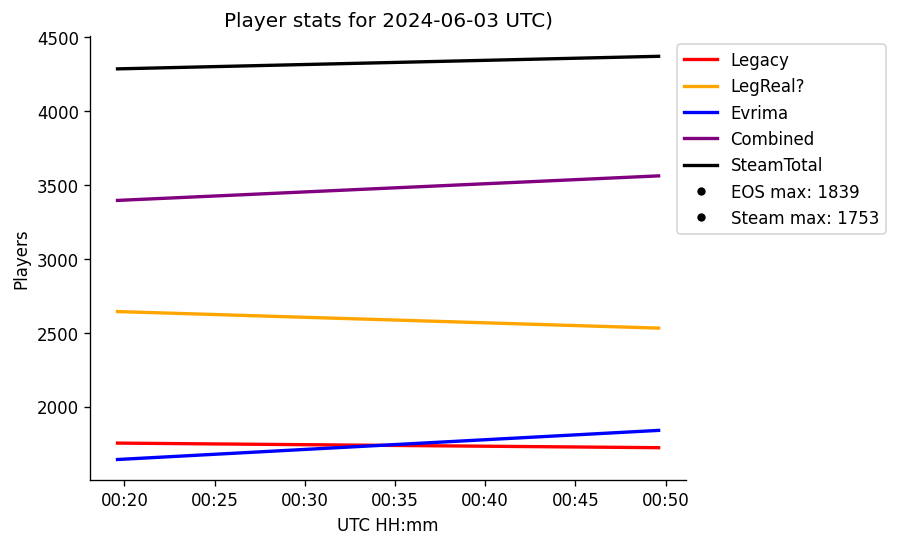 Player stats for 2024-06-03 UTC)
4500
4000
3500
3000
2500
2000
Players
00:20 00:25 00:30 00:35 00:40 00:45 00:50
UTC HH:mm
Legacy
LegReal?
Evrima
Combined
SteamTotal
EOS max: 1839
Steam max: 1753